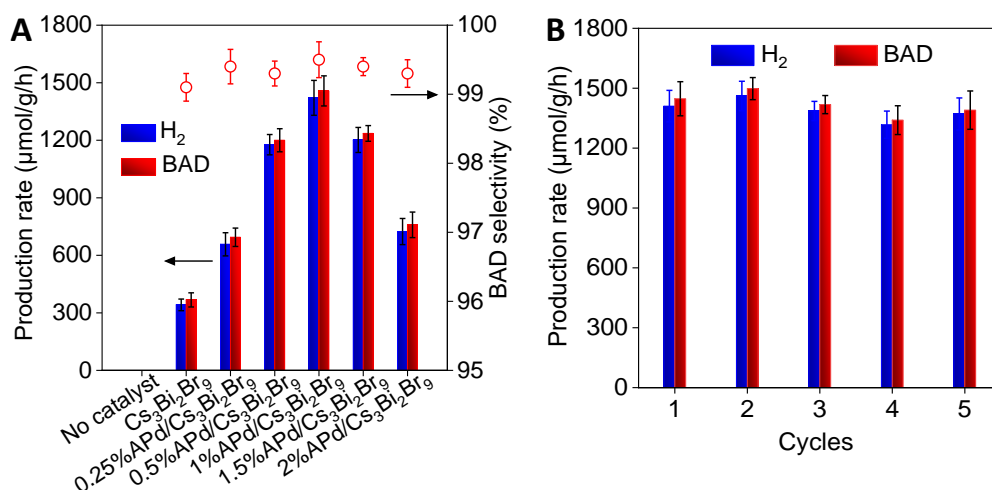 A
Production rate (µmol/g/h)
1800
1500
1200
900
600
300
0
H₂
BAD
100
99
98
97
96
95
BAD selectivity (%)
No catalyst
Cs₃Bi₂Br₉
0.25%APd/Cs₃Bi₂Br₉
0.5%APd/Cs₃Bi₂Br₉
1%APd/Cs₃Bi₂Br₉
1.5%APd/Cs₃Bi₂Br₉
2%APd/Cs₃Bi₂Br₉
B
Production rate (µmol/g/h)
1800
1500
1200
900
600
300
0
H₂
BAD
1 2 3 4 5
Cycles